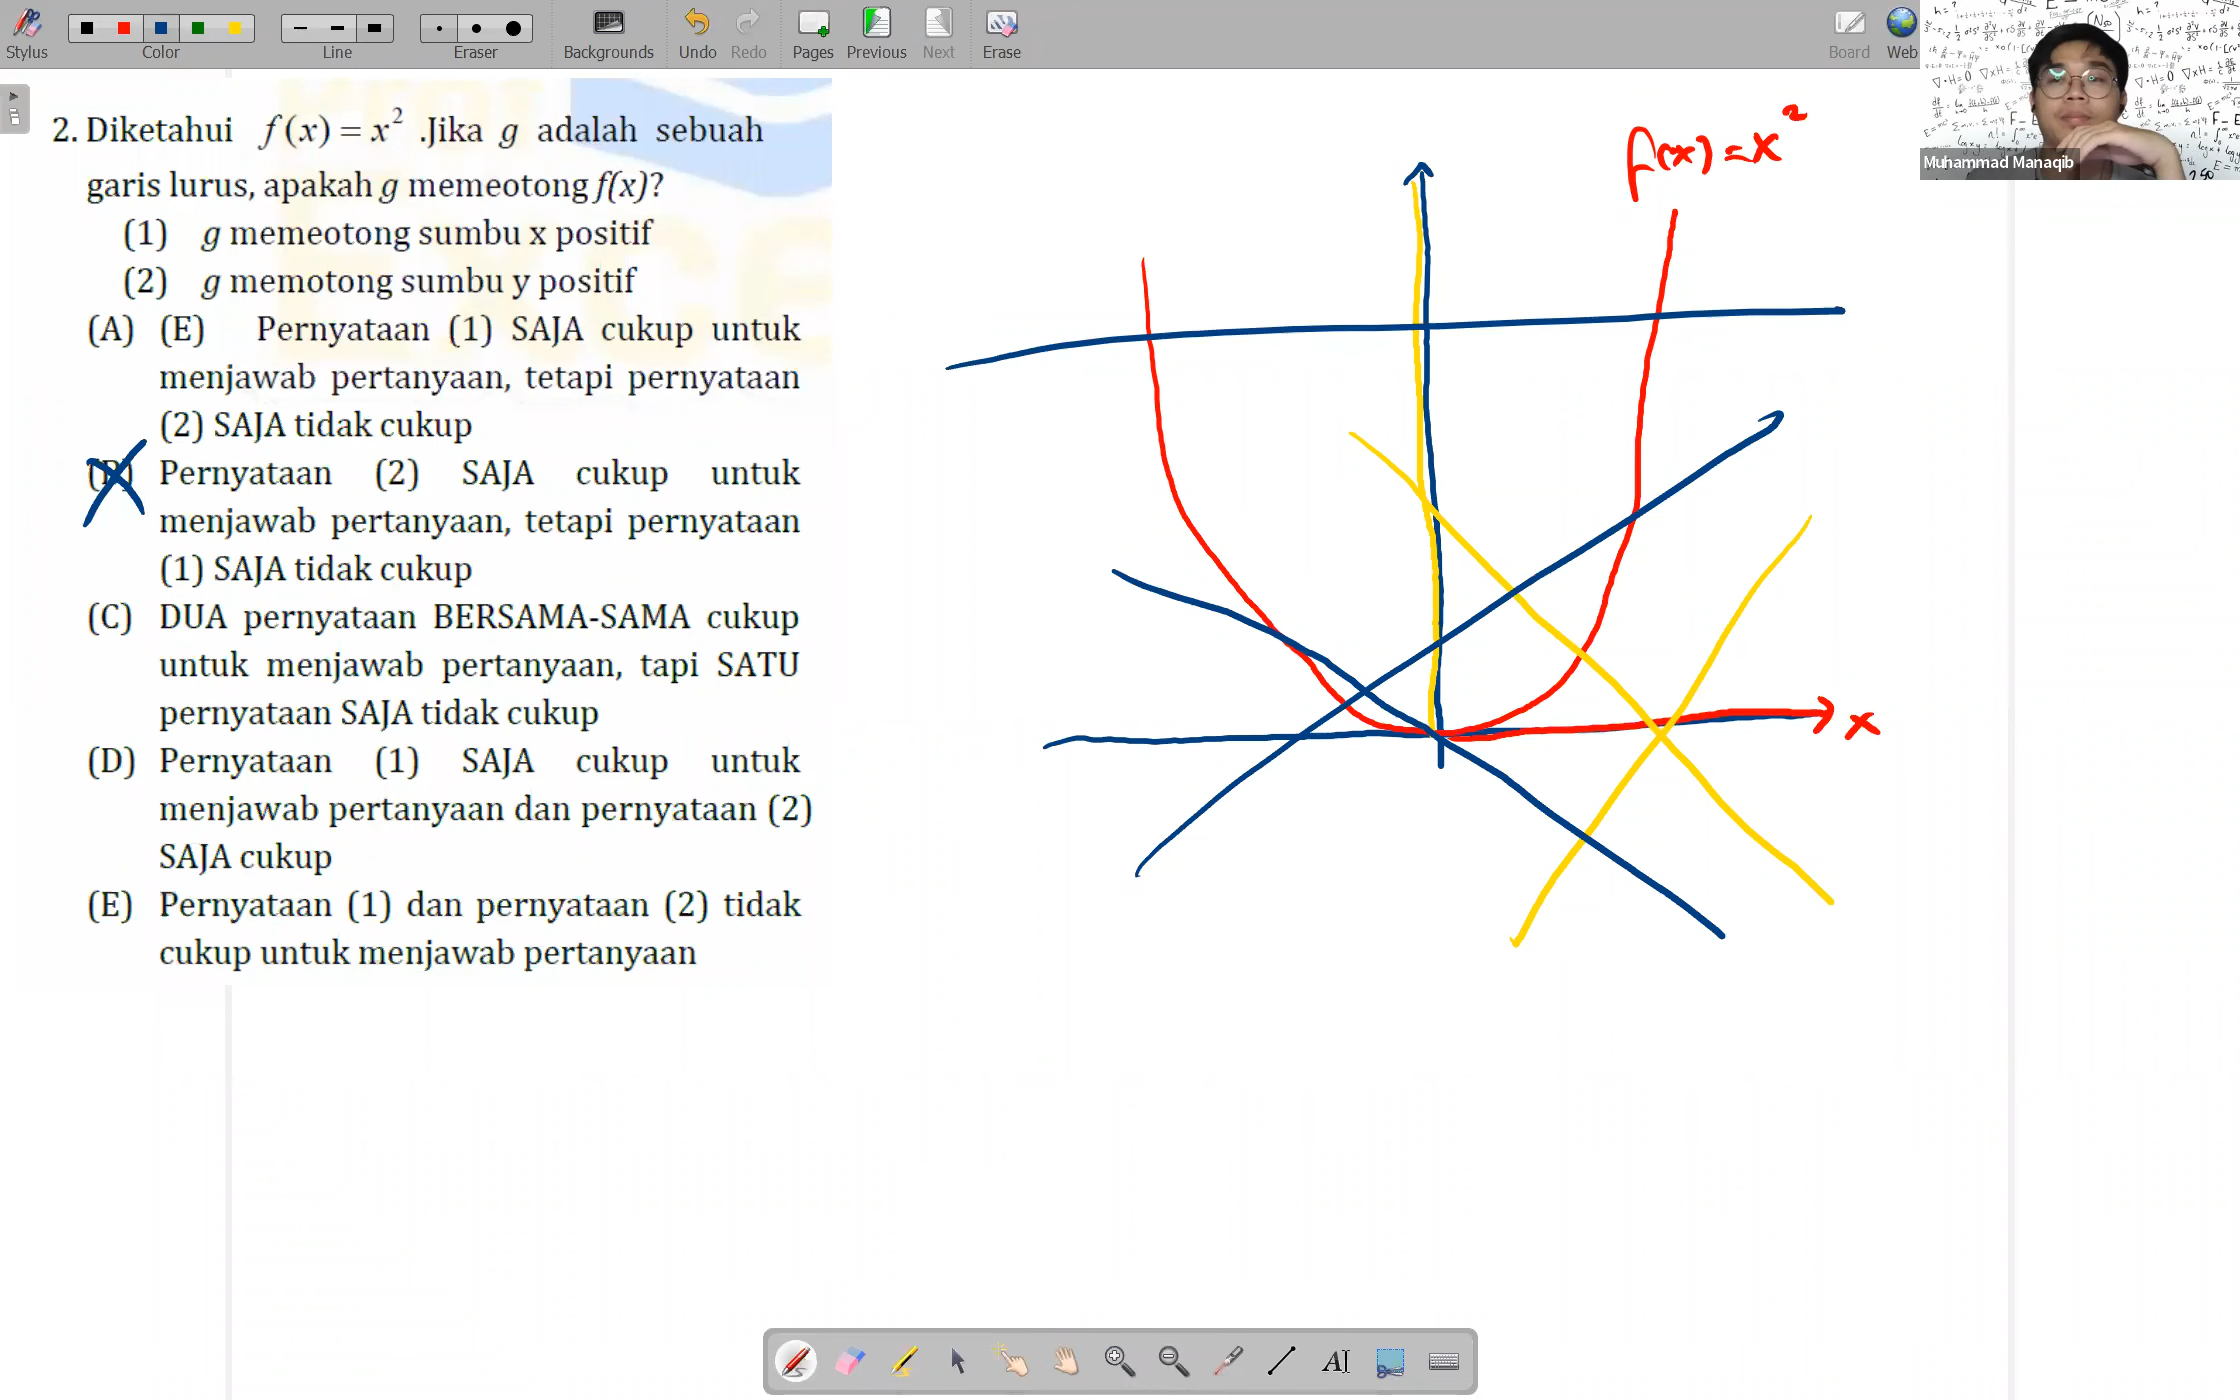 Stylus
Color
Line
Eraser
Backgrounds
Undo
Redo
Pages
Previous
Next
Erase
Board
Web
Muhammad Manaqib
2. Diketahui f(x) = x² .Jika g adalah sebuah
garis lurus, apakah g memeotong f(x)?
(1) g memeotong sumbu x positif
(2) g memotong sumbu y positif
(A) (E) Pernyataan (1) SAJA cukup untuk
menjawab pertanyaan, tetapi pernyataan
(2) SAJA tidak cukup
(B) Pernyataan (2) SAJA cukup untuk
menjawab pertanyaan, tetapi pernyataan
(1) SAJA tidak cukup
(C) DUA pernyataan BERSAMA-SAMA cukup
untuk menjawab pertanyaan, tapi SATU
pernyataan SAJA tidak cukup
(D) Pernyataan (1) SAJA cukup untuk
menjawab pertanyaan dan pernyataan (2)
SAJA cukup
(E) Pernyataan (1) dan pernyataan (2) tidak
cukup untuk menjawab pertanyaan
f(x) = x²
x